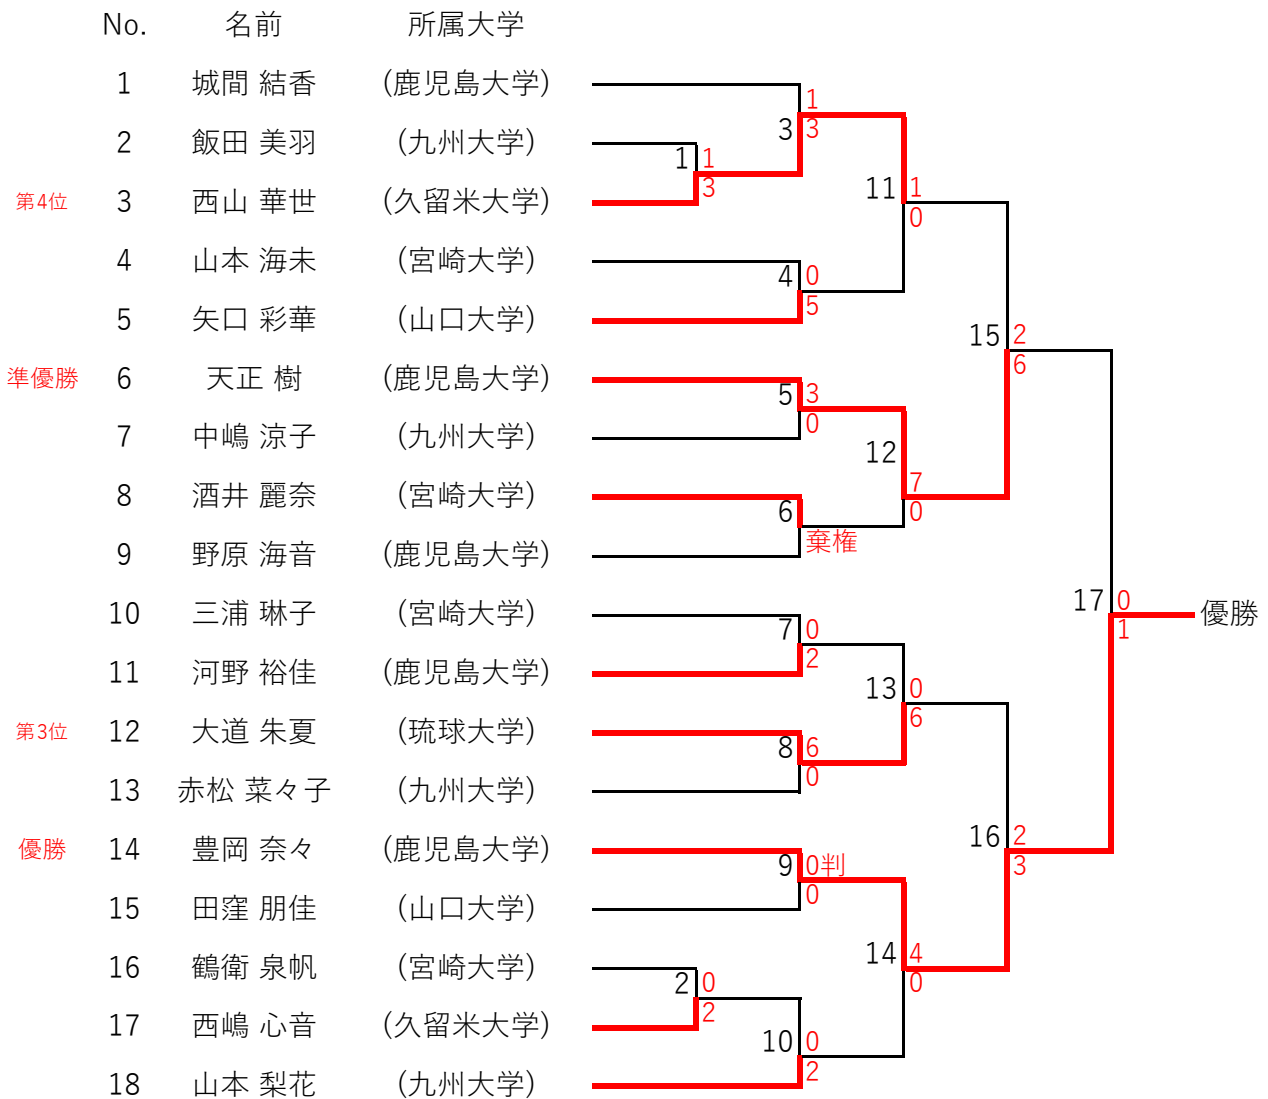 No. 名前 所属大学
1 城間 結香 (鹿児島大学)
1
3 3
2 飯田 美羽 (九州大学)
1 1
第4位 3 西山 華世 (久留米大学)
3
11 1
0
4 山本 海未 (宮崎大学)
4 0
5 矢口 彩華 (山口大学)
5
15 2
6
準優勝 6 天正 樹 (鹿児島大学)
5 3
0
7 中嶋 涼子 (九州大学)
12
7
8 酒井 麗奈 (宮崎大学)
6 0
棄権
9 野原 海音 (鹿児島大学)
17 0
優勝
1
10 三浦 琳子 (宮崎大学)
7 0
2
11 河野 裕佳 (鹿児島大学)
13 0
6
第3位 12 大道 朱夏 (琉球大学)
8 6
0
13 赤松 菜々子 (九州大学)
16 2
3
優勝 14 豊岡 奈々 (鹿児島大学)
9 0判
0
15 田窪 朋佳 (山口大学)
14 4
0
16 鶴衛 泉帆 (宮崎大学)
2 0
2
17 西嶋 心音 (久留米大学)
10 0
2
18 山本 梨花 (九州大学)